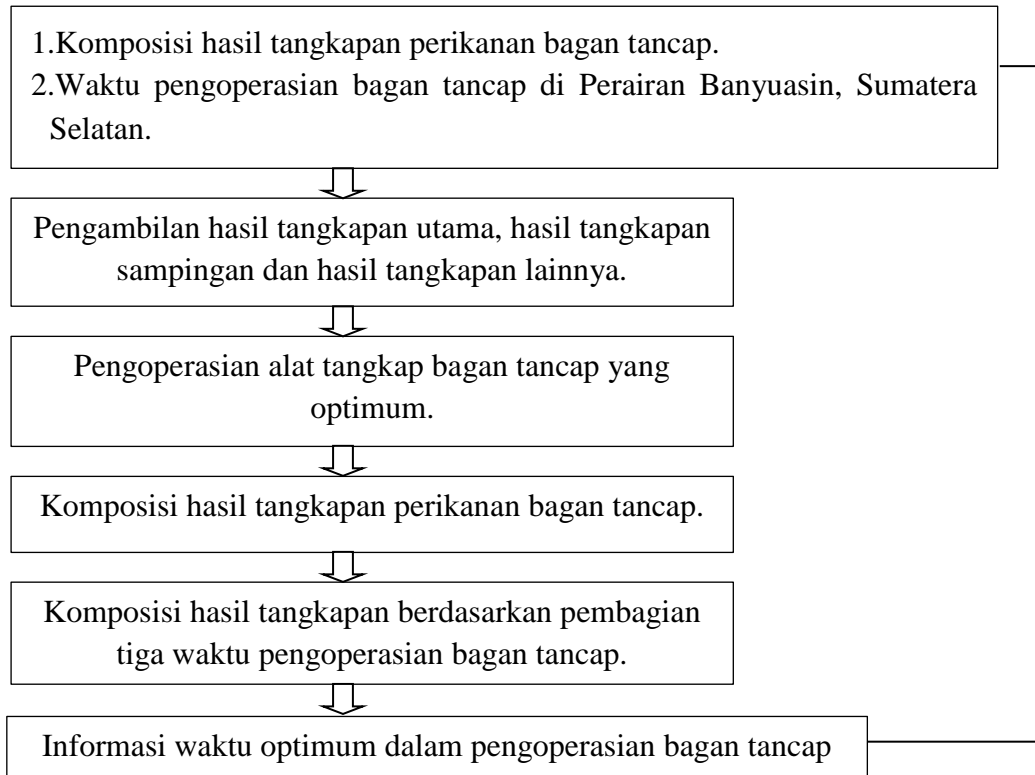 1.Komposisi hasil tangkapan perikanan bagan tancap.
2.Waktu pengoperasian bagan tancap di Perairan Banyuasin, Sumatera
Selatan.
Pengambilan hasil tangkapan utama, hasil tangkapan
sampingan dan hasil tangkapan lainnya.
Pengoperasian alat tangkap bagan tancap yang
optimum.
Komposisi hasil tangkapan perikanan bagan tancap.
Komposisi hasil tangkapan berdasarkan pembagian
tiga waktu pengoperasian bagan tancap.
Informasi waktu optimum dalam pengoperasian bagan tancap